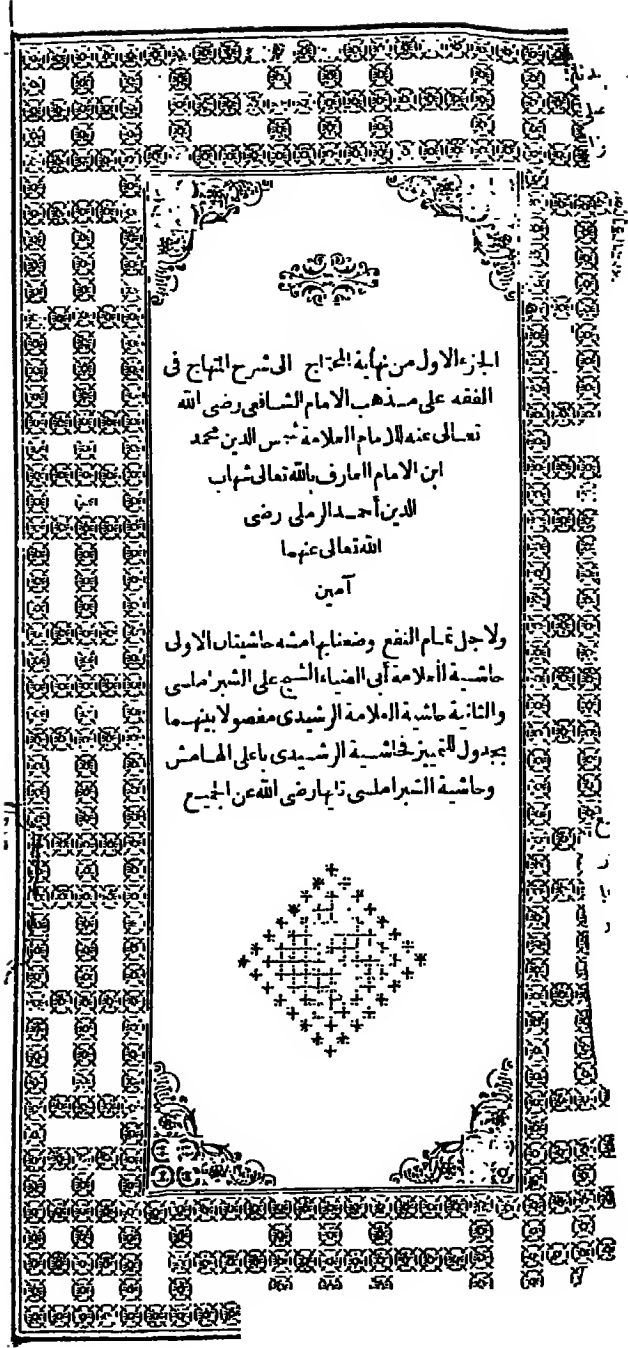 الجزء الاول من نهاية المحتاج الى شرح المنهاج فى
الفقه على مذهب الامام الشافعى رضى الله
تعالى عنه للامام العلامة شمس الدين محمد
ابن الامام العارف بالله تعالى شهاب
الدين أحمد الرملى رضى
الله تعالى عنهما
آمين
ولاجل تمام النفع وضعنا بهامشه حاشيتان الاولى
حاشية العلامة أبى الضياء الشيخ على الشبراملسى
والثانية حاشية العلامة الرشيدى مفصولا بينهما
بجدول للتمييز فحاشية الرشيدى باعلى الهامش
وحاشية الشبراملسى تليها رضى الله عن الجميع